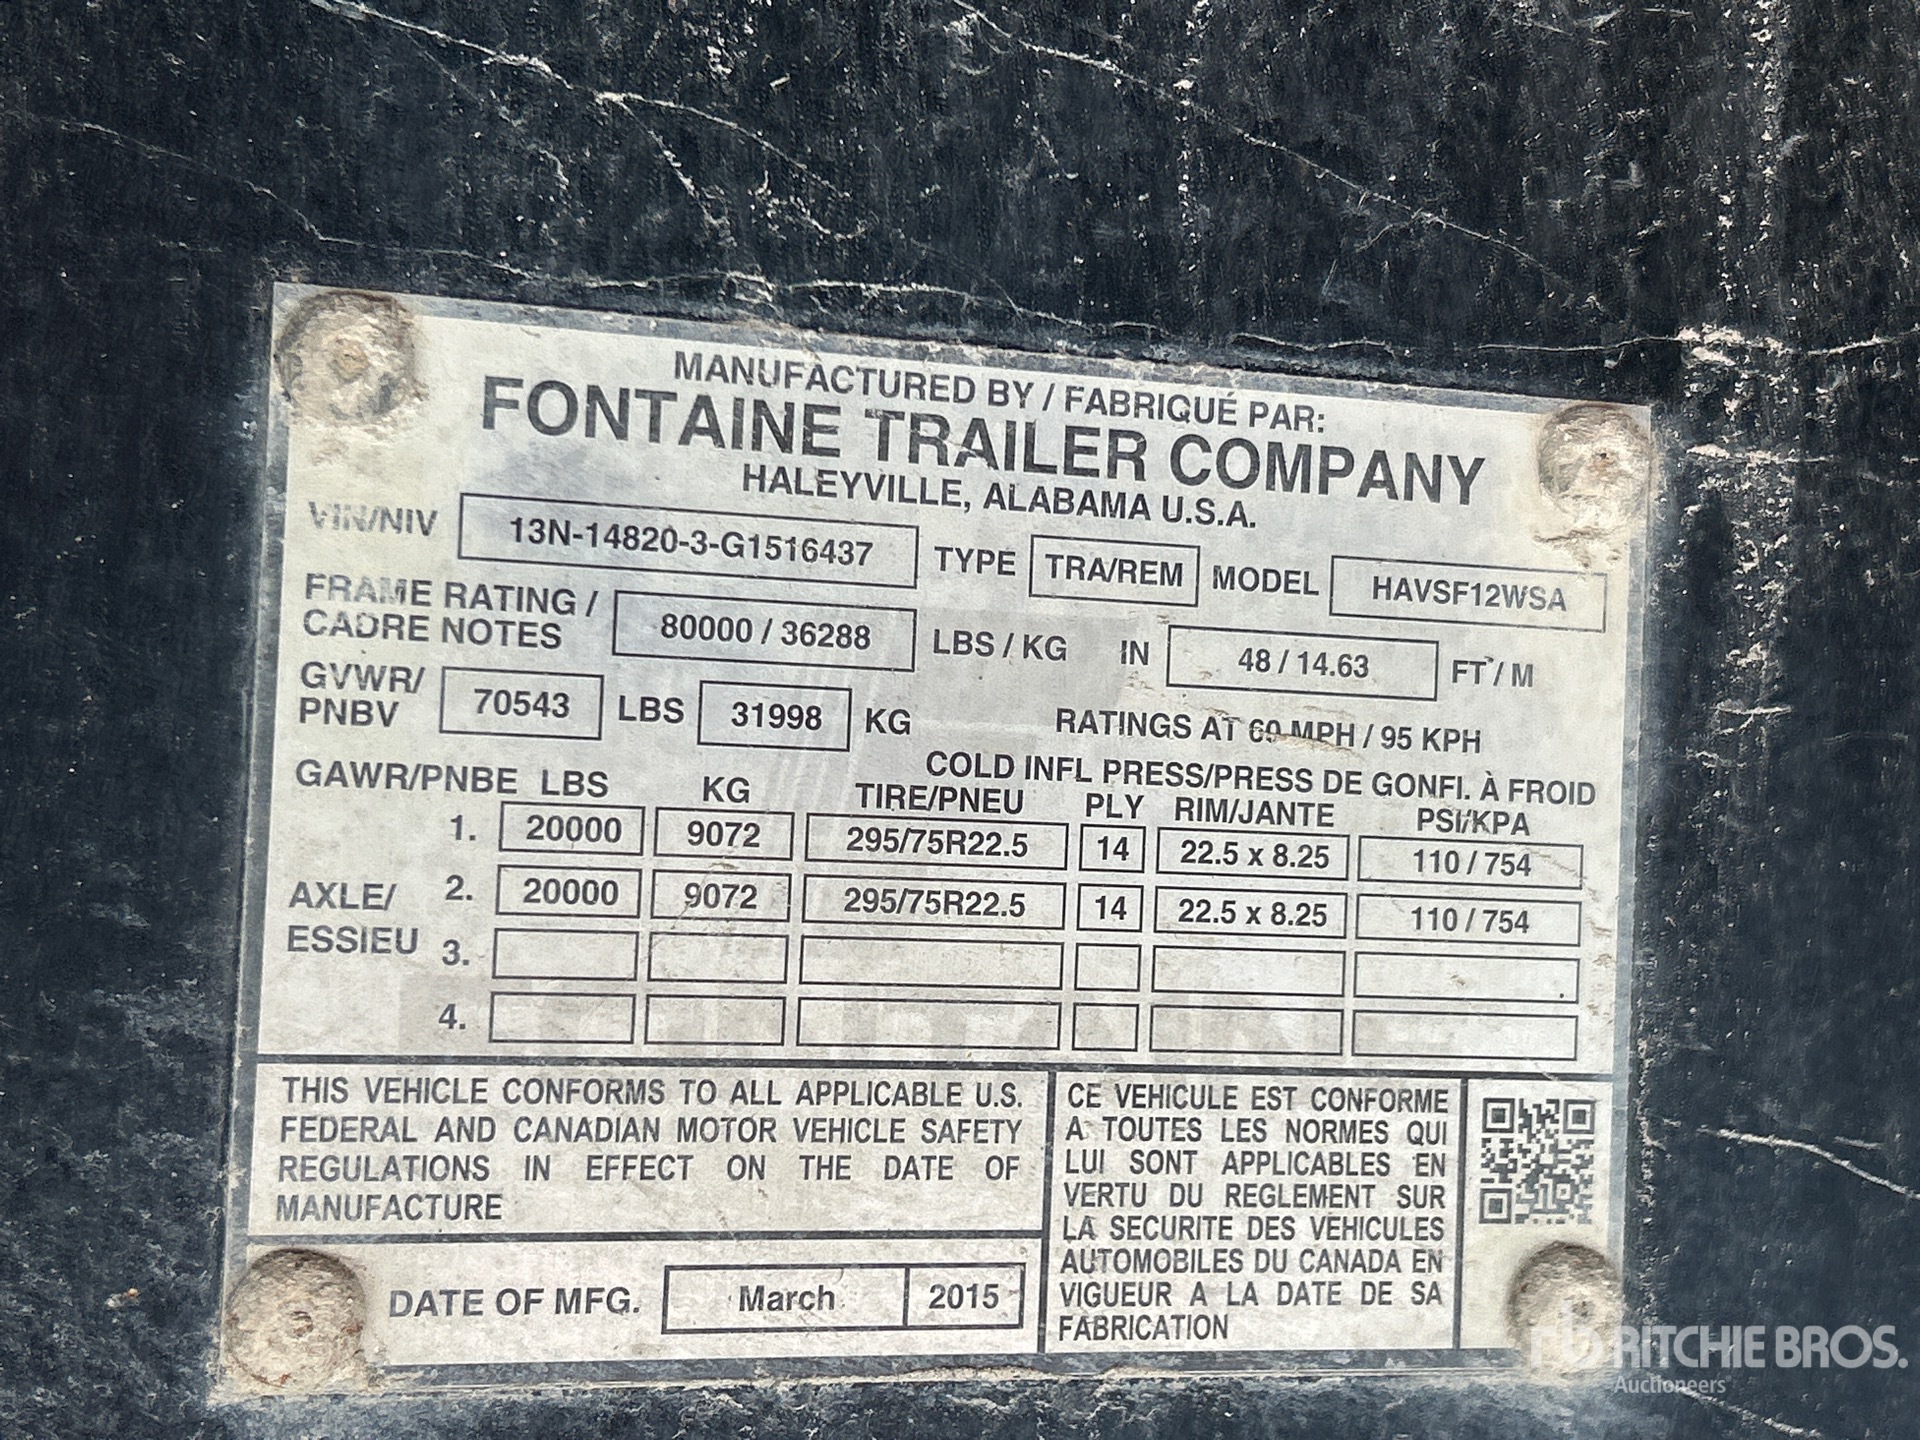 MANUFACTURED BY / FABRIQUÉ PAR:
FONTAINE TRAILER COMPANY
HALEYVILLE, ALABAMA U.S.A.
VIN/NIV 13N-14820-3-G1516437 TYPE TRA/REM MODEL HAVSF12WSA
FRAME RATING / CADRE NOTES 80000 / 36288 LBS / KG IN 48 / 14.63 FT / M
GVWR/ PNBV 70543 LBS 31998 KG RATINGS AT 60 MPH / 95 KPH
COLD INFL PRESS/PRESS DE GONFL. À FROID
GAWR/PNBE LBS KG TIRE/PNEU PLY RIM/JANTE PSI/KPA
1. 20000 9072 295/75R22.5 14 22.5 x 8.25 110 / 754
AXLE/ 2. 20000 9072 295/75R22.5 14 22.5 x 8.25 110 / 754
ESSIEU 3.
4.
THIS VEHICLE CONFORMS TO ALL APPLICABLE U.S.
FEDERAL AND CANADIAN MOTOR VEHICLE SAFETY
REGULATIONS IN EFFECT ON THE DATE OF
MANUFACTURE
DATE OF MFG. March 2015
CE VEHICULE EST CONFORME
A TOUTES LES NORMES QUI
LUI SONT APPLICABLES EN
VERTU DU REGLEMENT SUR
LA SECURITE DES VEHICULES
AUTOMOBILES DU CANADA EN
VIGUEUR A LA DATE DE SA
FABRICATION
rb RITCHIE BROS.
Auctioneers